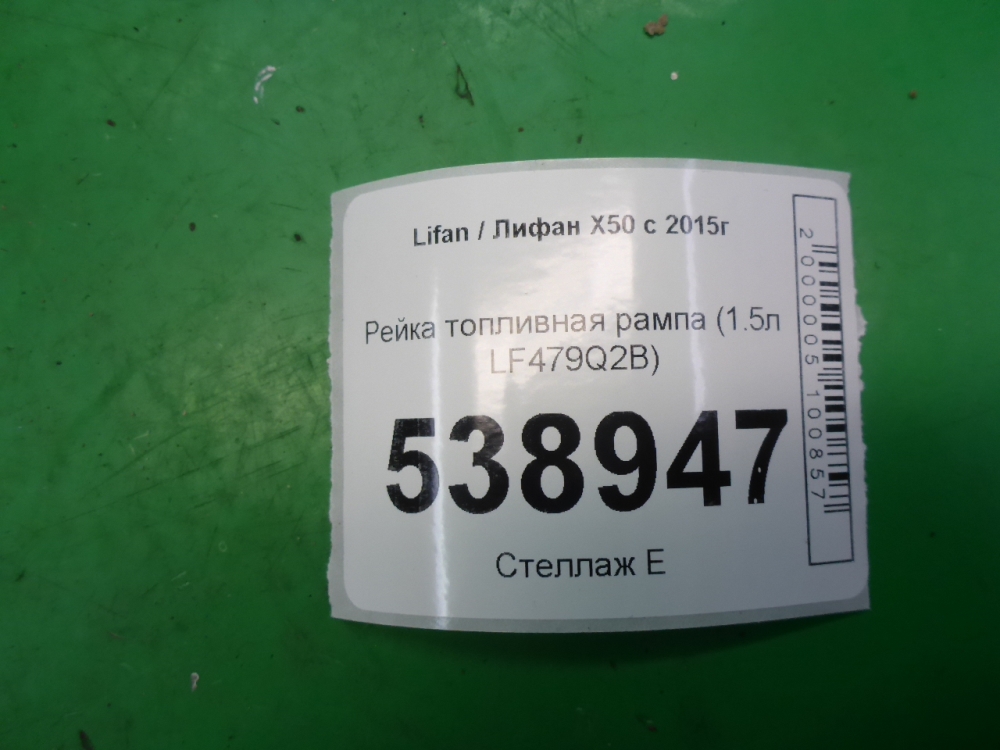 Lifan / Лифан X50 с 2015г
Рейка топливная рампа (1.5л
LF479Q2B)
538947
Стеллаж E
2000005100857